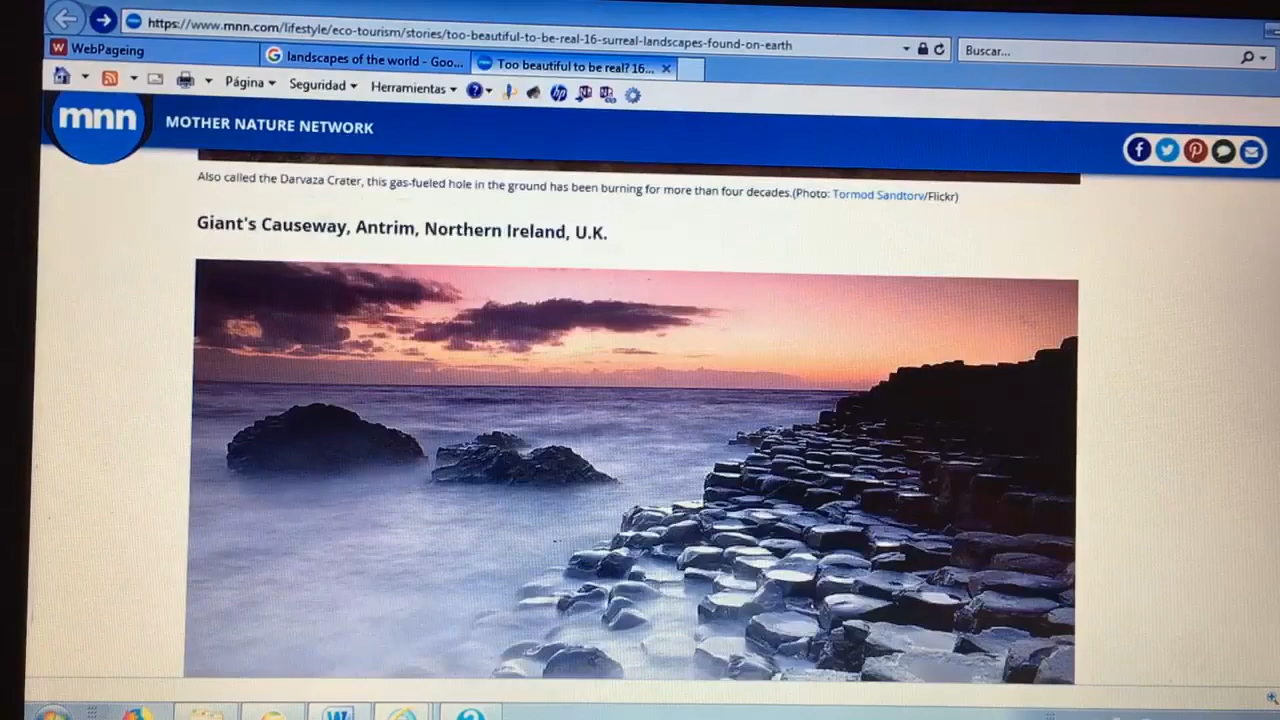 https://www.mnn.com/lifestyle/eco-tourism/stories/too-beautiful-to-be-real-16-surreal-landscapes-found-on-earth
Buscar...
WebPageing
landscapes of the world - Goo...
Too beautiful to be real? 16...
Página
Seguridad
Herramientas
mnn
MOTHER NATURE NETWORK
Also called the Darvaza Crater, this gas-fueled hole in the ground has been burning for more than four decades.(Photo: Tormod Sandtorv/Flickr)
Giant's Causeway, Antrim, Northern Ireland, U.K.